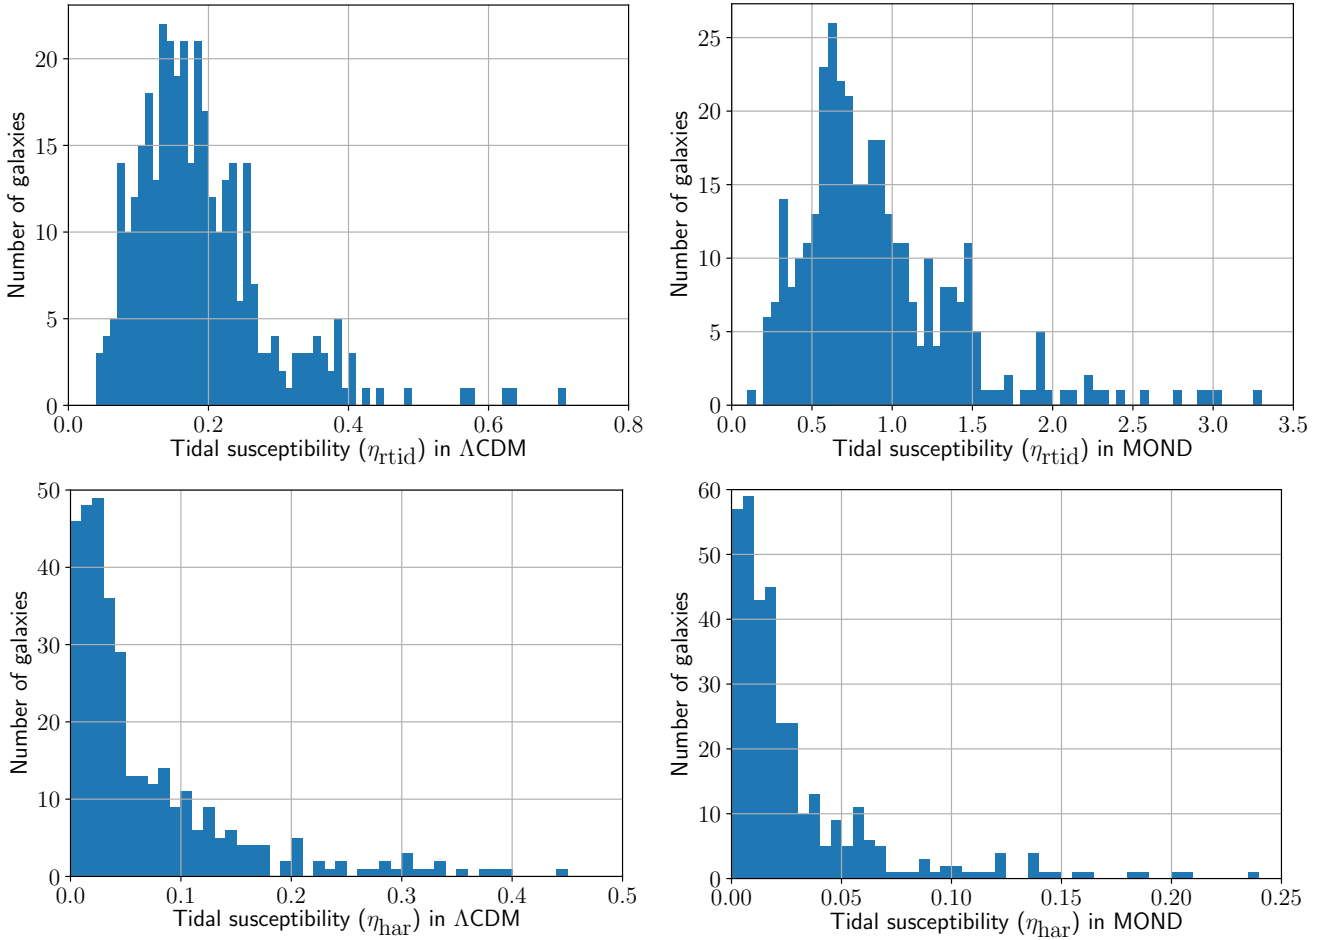 Number of galaxies
20
15
10
5
0
0.0 0.2 0.4 0.6 0.8
Tidal susceptibility (η_rtid) in ΛCDM
Number of galaxies
25
20
15
10
5
0
0.0 0.5 1.0 1.5 2.0 2.5 3.0 3.5
Tidal susceptibility (η_rtid) in MOND
Number of galaxies
50
40
30
20
10
0
0.0 0.1 0.2 0.3 0.4 0.5
Tidal susceptibility (η_har) in ΛCDM
Number of galaxies
60
50
40
30
20
10
0
0.00 0.05 0.10 0.15 0.20 0.25
Tidal susceptibility (η_har) in MOND